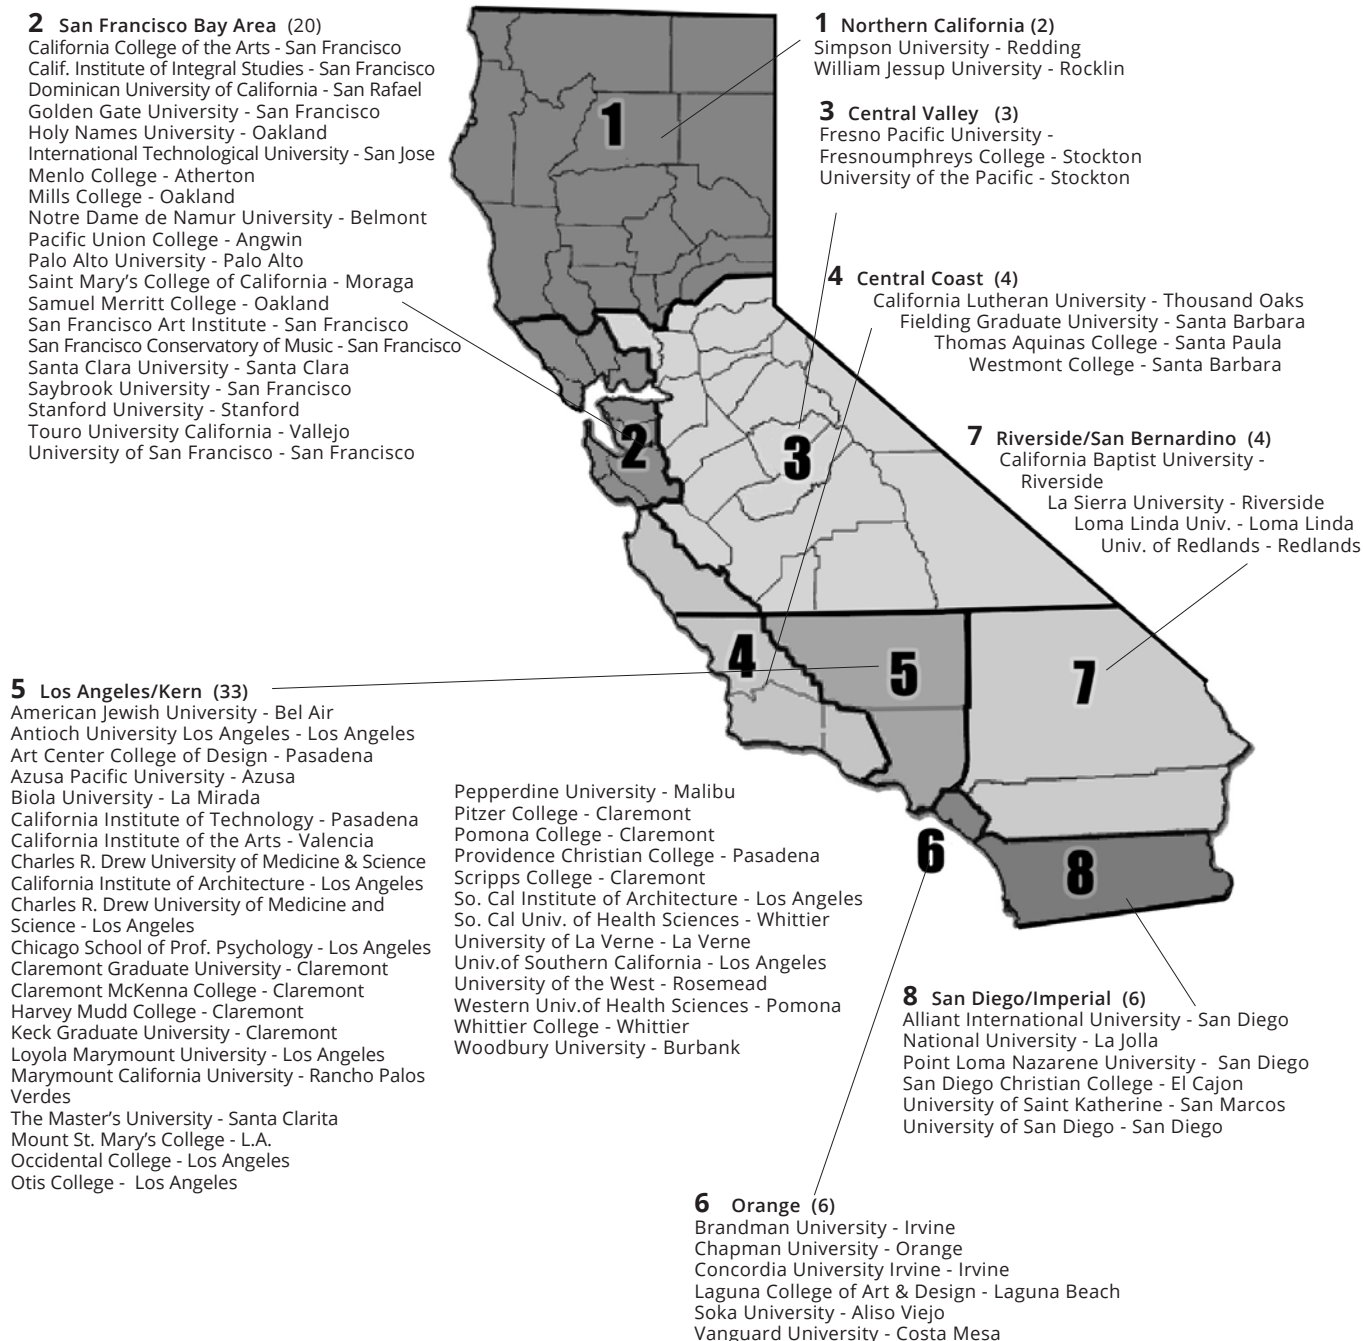 2 San Francisco Bay Area (20)
California College of the Arts - San Francisco
Calif. Institute of Integral Studies - San Francisco
Dominican University of California - San Rafael
Golden Gate University - San Francisco
Holy Names University - Oakland
International Technological University - San Jose
Menlo College - Atherton
Mills College - Oakland
Notre Dame de Namur University - Belmont
Pacific Union College - Angwin
Palo Alto University - Palo Alto
Saint Mary’s College of California - Moraga
Samuel Merritt College - Oakland
San Francisco Art Institute - San Francisco
San Francisco Conservatory of Music - San Francisco
Santa Clara University - Santa Clara
Saybrook University - San Francisco
Stanford University - Stanford
Touro University California - Vallejo
University of San Francisco - San Francisco
1 Northern California (2)
Simpson University - Redding
William Jessup University - Rocklin
3 Central Valley (3)
Fresno Pacific University -
Fresnoumphreys College - Stockton
University of the Pacific - Stockton
4 Central Coast (4)
California Lutheran University - Thousand Oaks
Fielding Graduate University - Santa Barbara
Thomas Aquinas College - Santa Paula
Westmont College - Santa Barbara
7 Riverside/San Bernardino (4)
California Baptist University -
Riverside
La Sierra University - Riverside
Loma Linda Univ. - Loma Linda
Univ. of Redlands - Redlands
1
2
3
4
5
7
6
8
5 Los Angeles/Kern (33)
American Jewish University - Bel Air
Antioch University Los Angeles - Los Angeles
Art Center College of Design - Pasadena
Azusa Pacific University - Azusa
Biola University - La Mirada
California Institute of Technology - Pasadena
California Institute of the Arts - Valencia
Charles R. Drew University of Medicine & Science
California Institute of Architecture - Los Angeles
Charles R. Drew University of Medicine and
Science - Los Angeles
Chicago School of Prof. Psychology - Los Angeles
Claremont Graduate University - Claremont
Claremont McKenna College - Claremont
Harvey Mudd College - Claremont
Keck Graduate University - Claremont
Loyola Marymount University - Los Angeles
Marymount California University - Rancho Palos
Verdes
The Master’s University - Santa Clarita
Mount St. Mary’s College - L.A.
Occidental College - Los Angeles
Otis College - Los Angeles
Pepperdine University - Malibu
Pitzer College - Claremont
Pomona College - Claremont
Providence Christian College - Pasadena
Scripps College - Claremont
So. Cal Institute of Architecture - Los Angeles
So. Cal Univ. of Health Sciences - Whittier
University of La Verne - La Verne
Univ.of Southern California - Los Angeles
University of the West - Rosemead
Western Univ.of Health Sciences - Pomona
Whittier College - Whittier
Woodbury University - Burbank
8 San Diego/Imperial (6)
Alliant International University - San Diego
National University - La Jolla
Point Loma Nazarene University - San Diego
San Diego Christian College - El Cajon
University of Saint Katherine - San Marcos
University of San Diego - San Diego
6 Orange (6)
Brandman University - Irvine
Chapman University - Orange
Concordia University Irvine - Irvine
Laguna College of Art & Design - Laguna Beach
Soka University - Aliso Viejo
Vanguard University - Costa Mesa